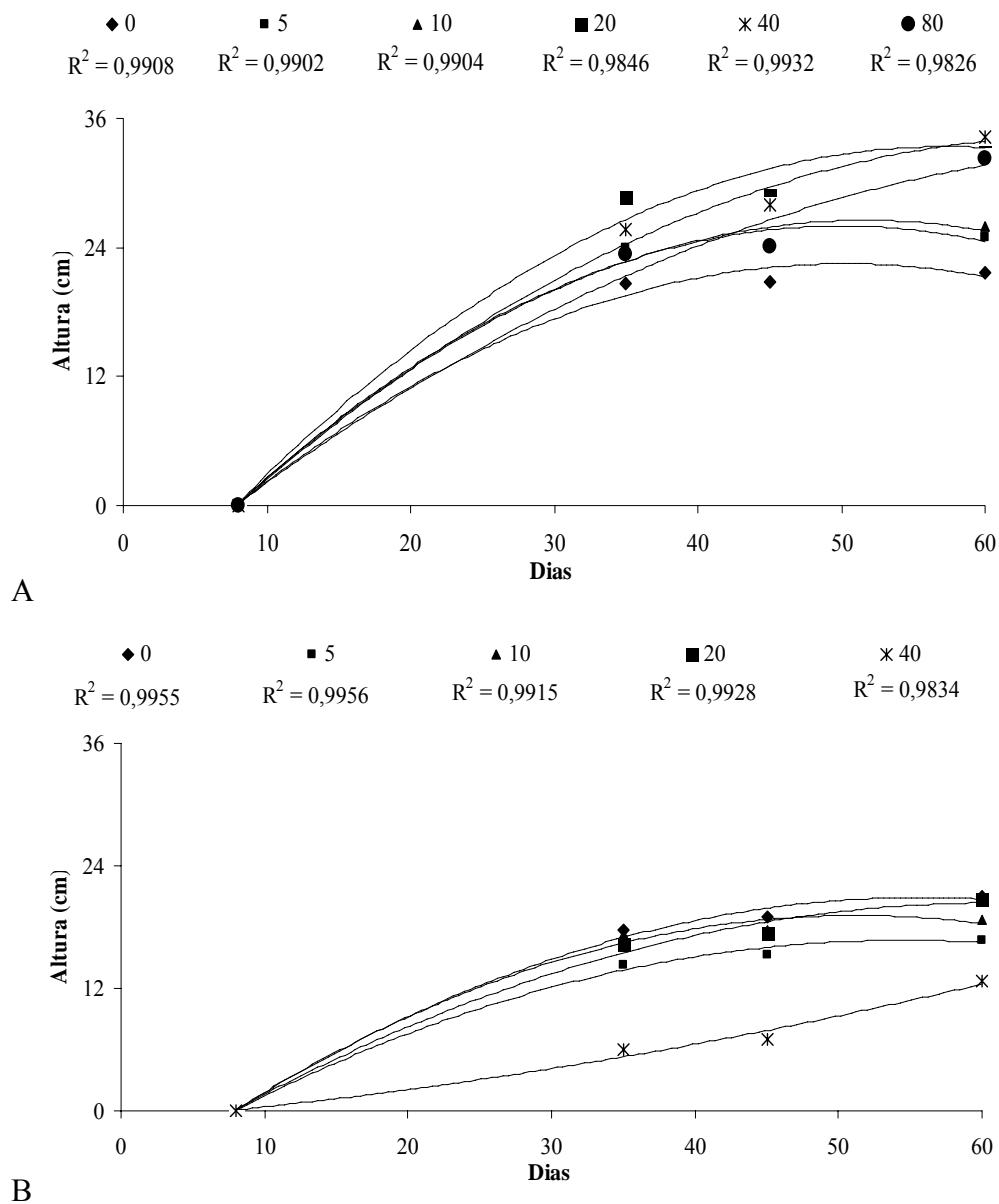 0 5 10 20 40 80
R² = 0,9908 R² = 0,9902 R² = 0,9904 R² = 0,9846 R² = 0,9932 R² = 0,9826
36
24
12
0
Altura (cm)
0 10 20 30 40 50 60
Dias
A
0 5 10 20 40
R² = 0,9955 R² = 0,9956 R² = 0,9915 R² = 0,9928 R² = 0,9834
36
24
12
0
Altura (cm)
0 10 20 30 40 50 60
Dias
B